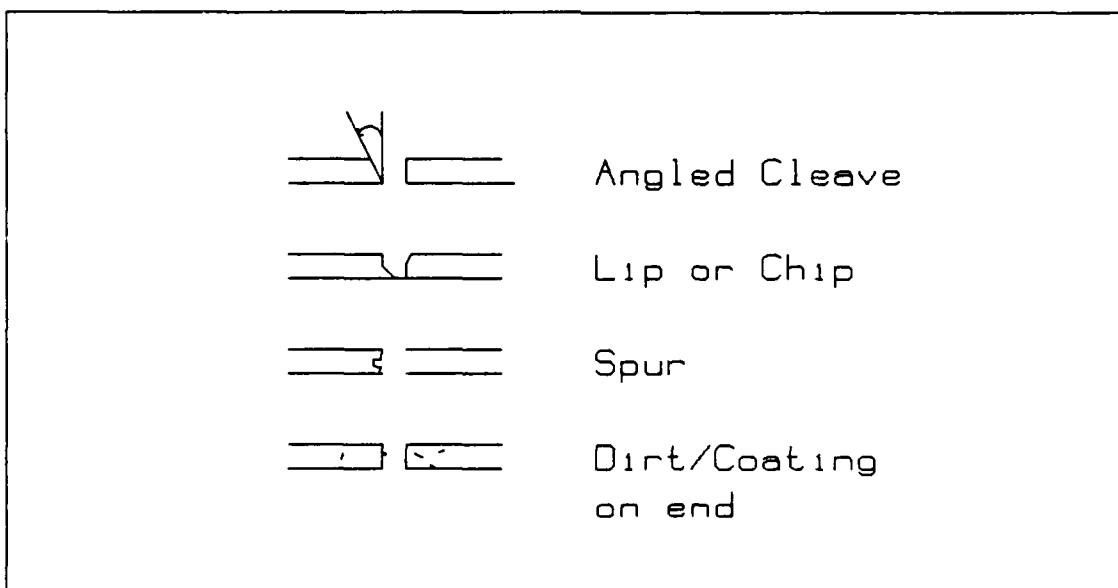 Angled Cleave
Lip or Chip
Spur
Dirt/Coating
on end